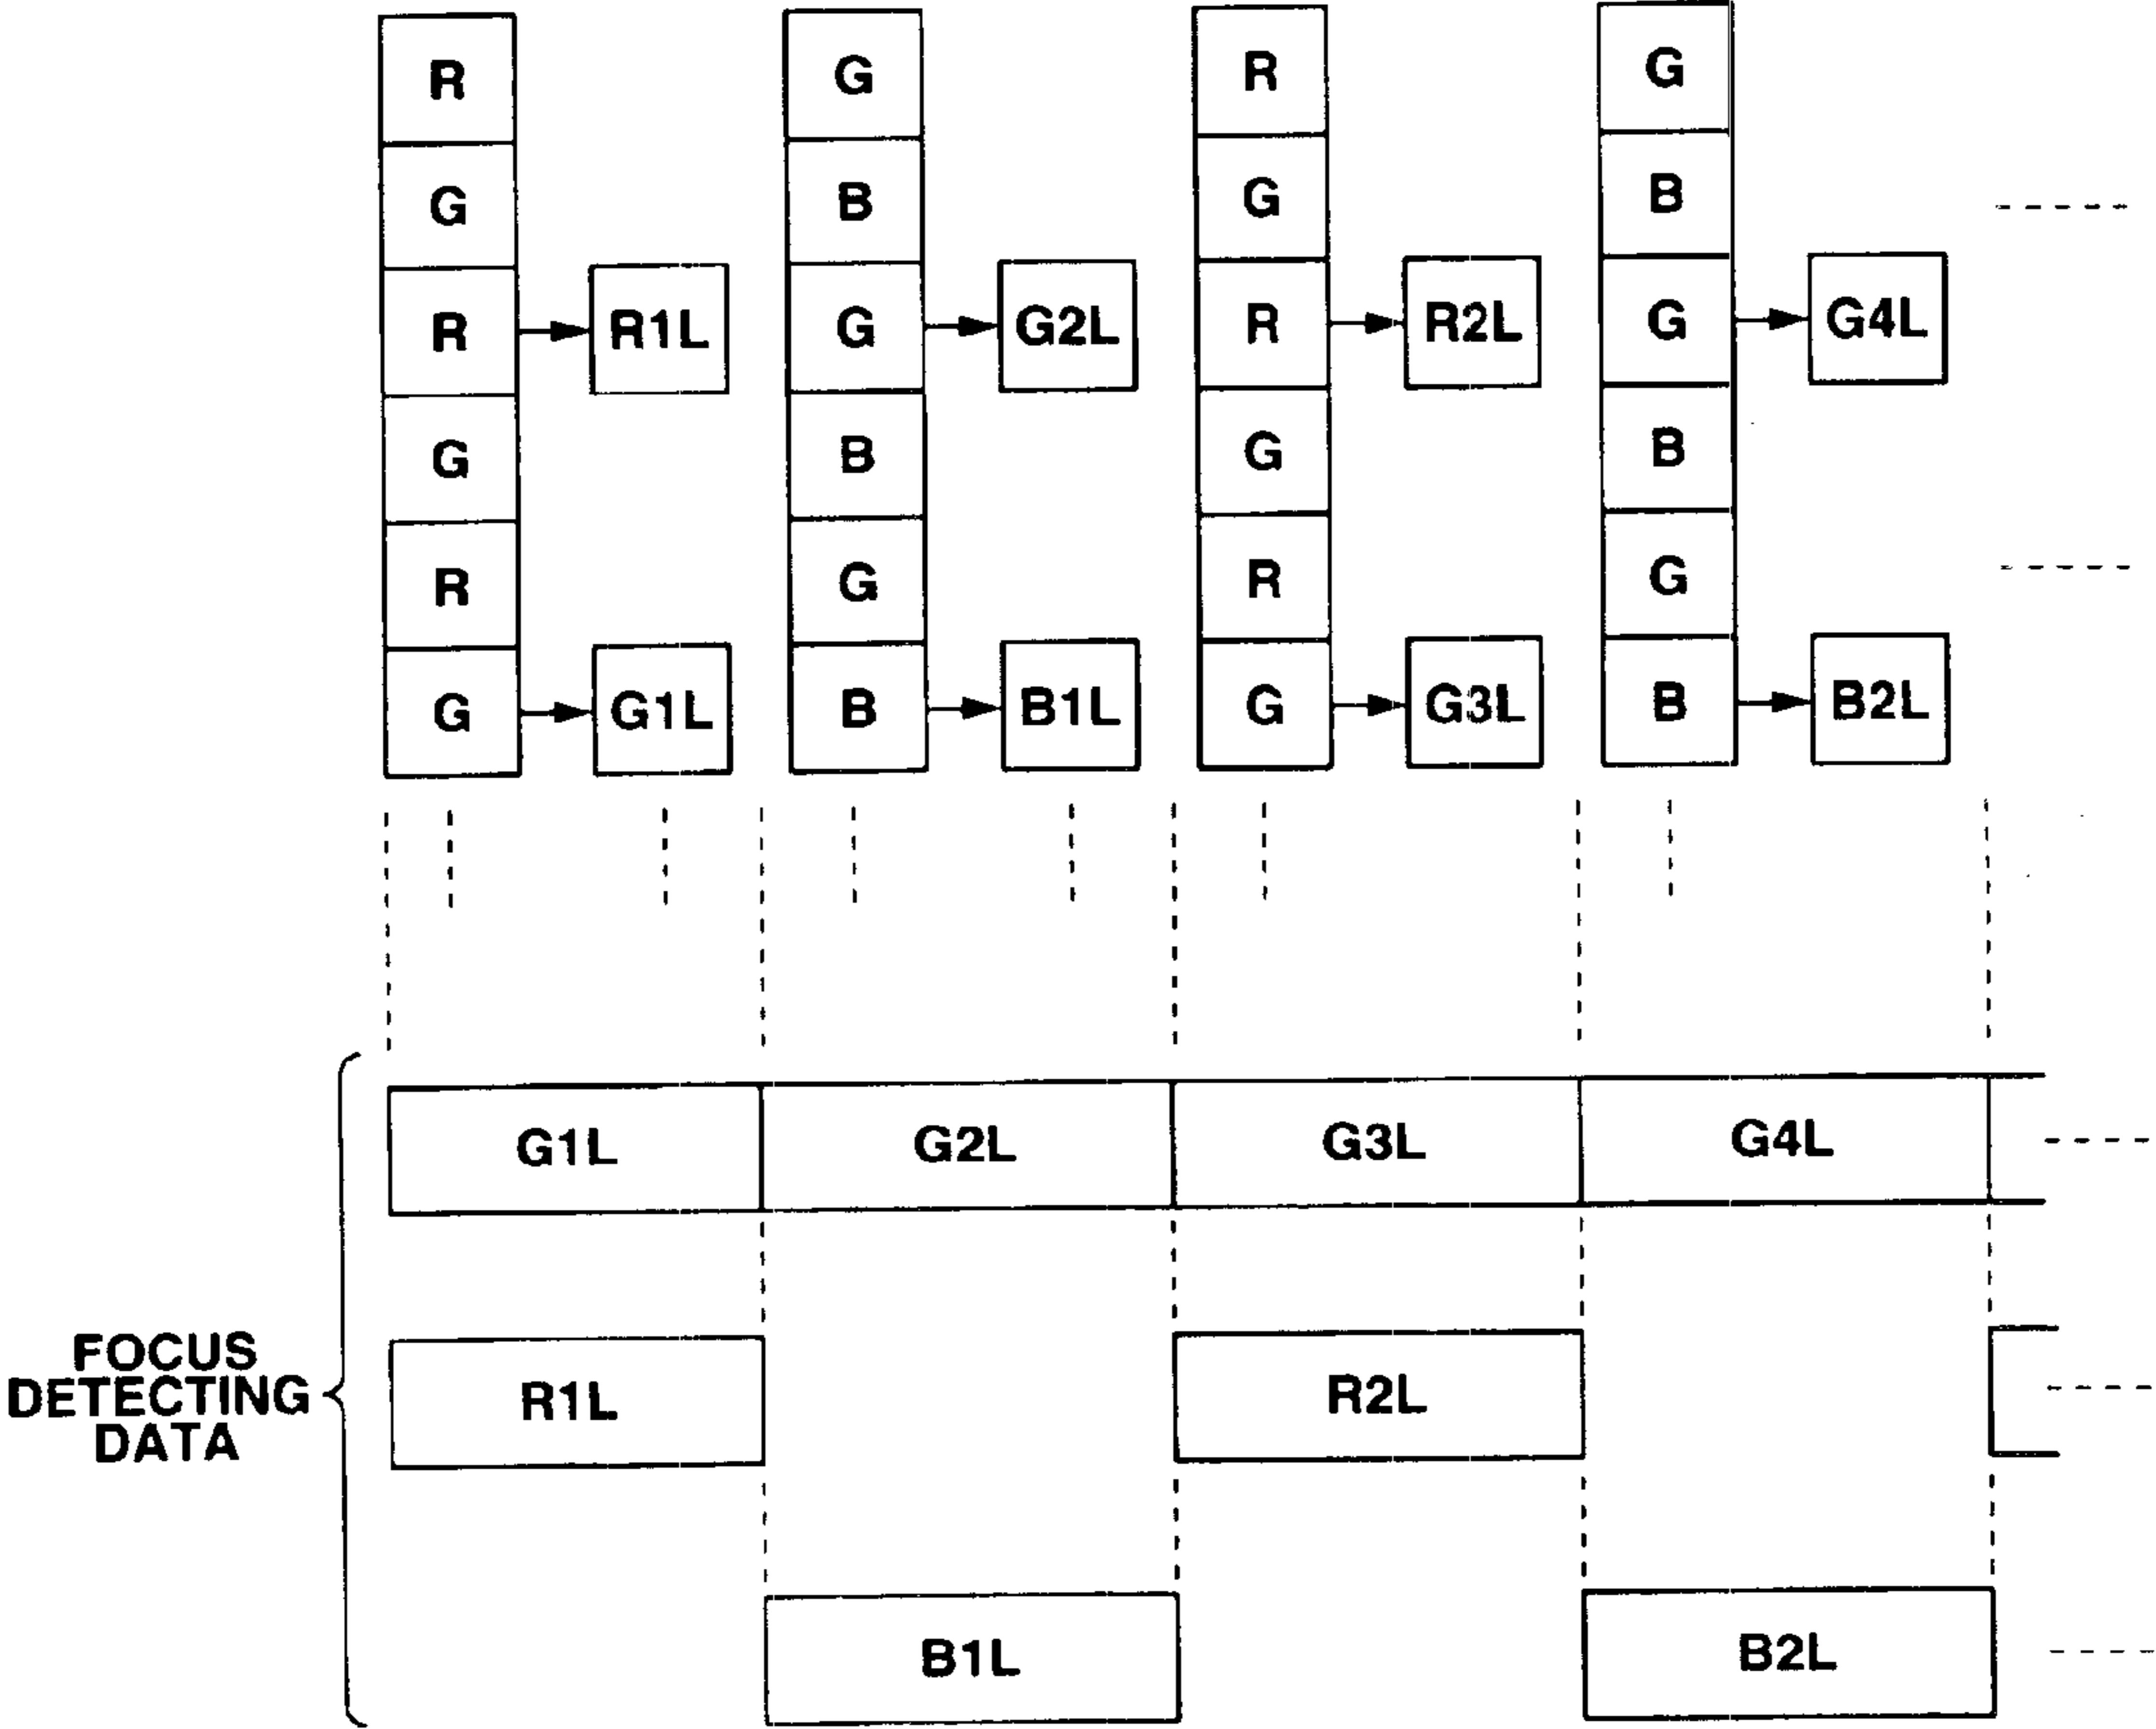 R G R G
G B G B
R R1L G G2L R R2L G G4L
G B G B
R G R G
G G1L B B1L G G3L B B2L
G1L G2L G3L G4L
FOCUS
DETECTING
DATA
R1L R2L
B1L B2L